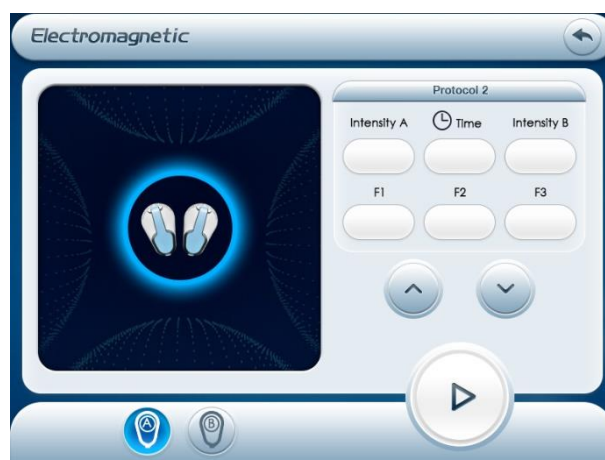 Electromagnetic
Protocol 2
Intensity A Time Intensity B
F1 F2 F3
A B